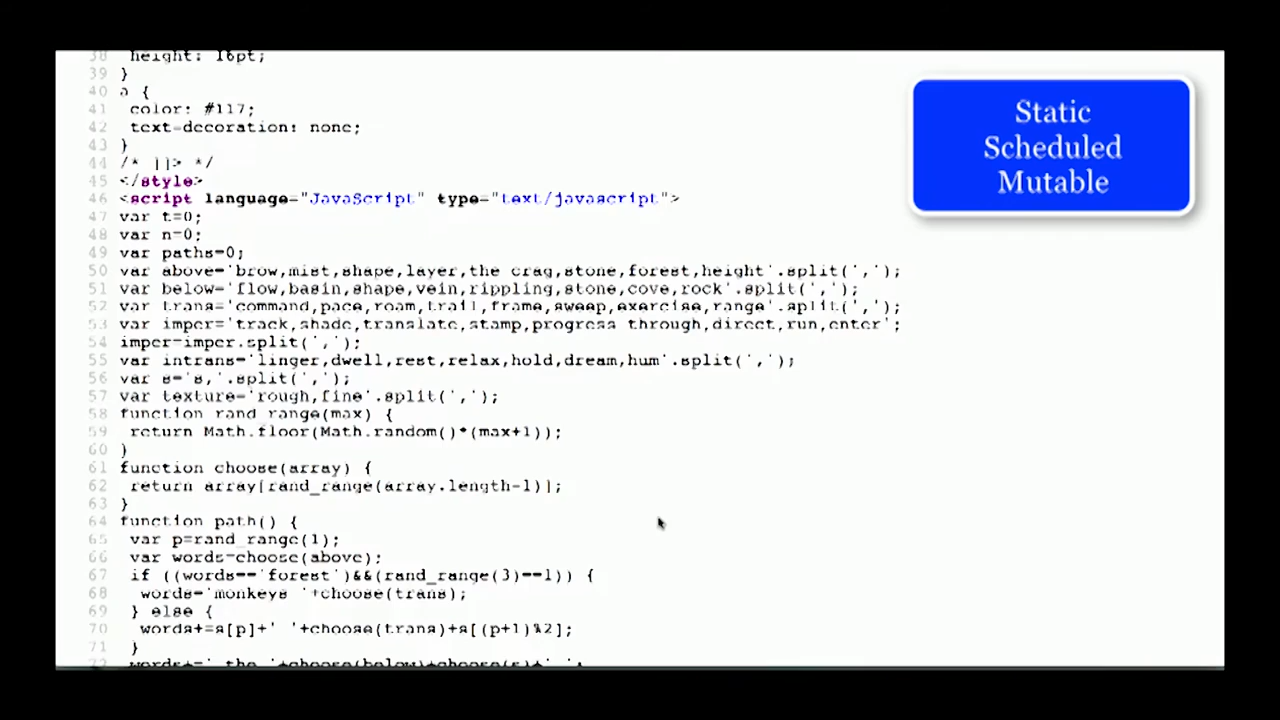 38 height: 16pt;
39 }
40 a {
41 color: #117;
42 text-decoration: none;
43 }
44 /* ]]> */
45 </style>
46 <script language="JavaScript" type="text/javascript">
47 var t=0;
48 var n=0;
49 var paths=0;
50 var above='brow,mist,shape,layer,the crag,stone,forest,height'.split(',');
51 var below='flow,basin,shape,vein,rippling,stone,cove,rock'.split(',');
52 var trans='command,pace,roam,trail,frame,sweep,exercise,range'.split(',');
53 var imper='track,shade,translate,stamp,progress through,direct,run,enter';
54 imper=imper.split(',');
55 var intrans='linger,dwell,rest,relax,hold,dream,hum'.split(',');
56 var s='s,'.split(',');
57 var texture='rough,fine'.split(',');
58 function rand_range(max) {
59 return Math.floor(Math.random()*(max+1));
60 }
61 function choose(array) {
62 return array[rand_range(array.length-1)];
63 }
64 function path() {
65 var p=rand_range(1);
66 var words=choose(above);
67 if ((words=='forest')&&(rand_range(3)==1)) {
68 words='monkeys '+choose(trans);
69 } else {
70 words+=s[p]+' '+choose(trans)+s[(p+1)%2];
71 }
72 words+=' the '+choose(below)+choose(s)+'
Static
Scheduled
Mutable